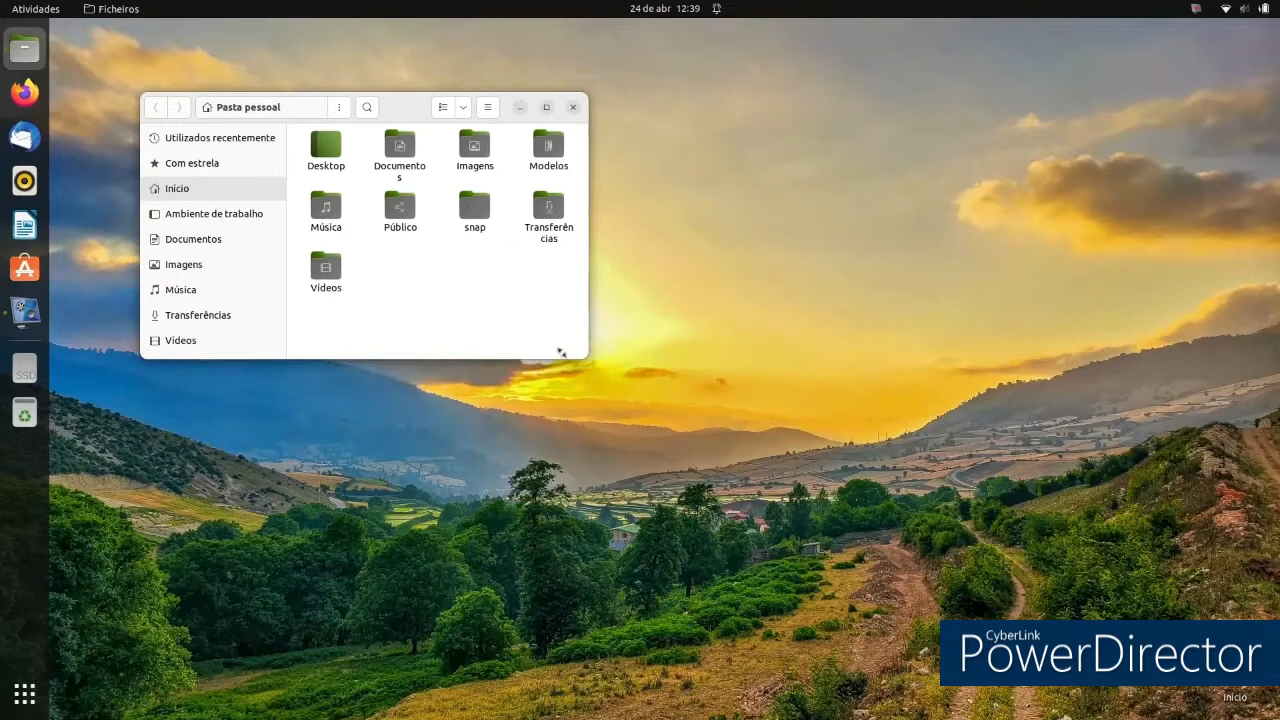 Atividades
Ficheiros
24 de abr 12:39
Pasta pessoal
Utilizados recentemente
Com estrela
Início
Ambiente de trabalho
Documentos
Imagens
Música
Transferências
Vídeos
Desktop
Documento
s
Imagens
Modelos
Música
Público
snap
Transferên
cias
Vídeos
SSD
CyberLink
PowerDirector
Início